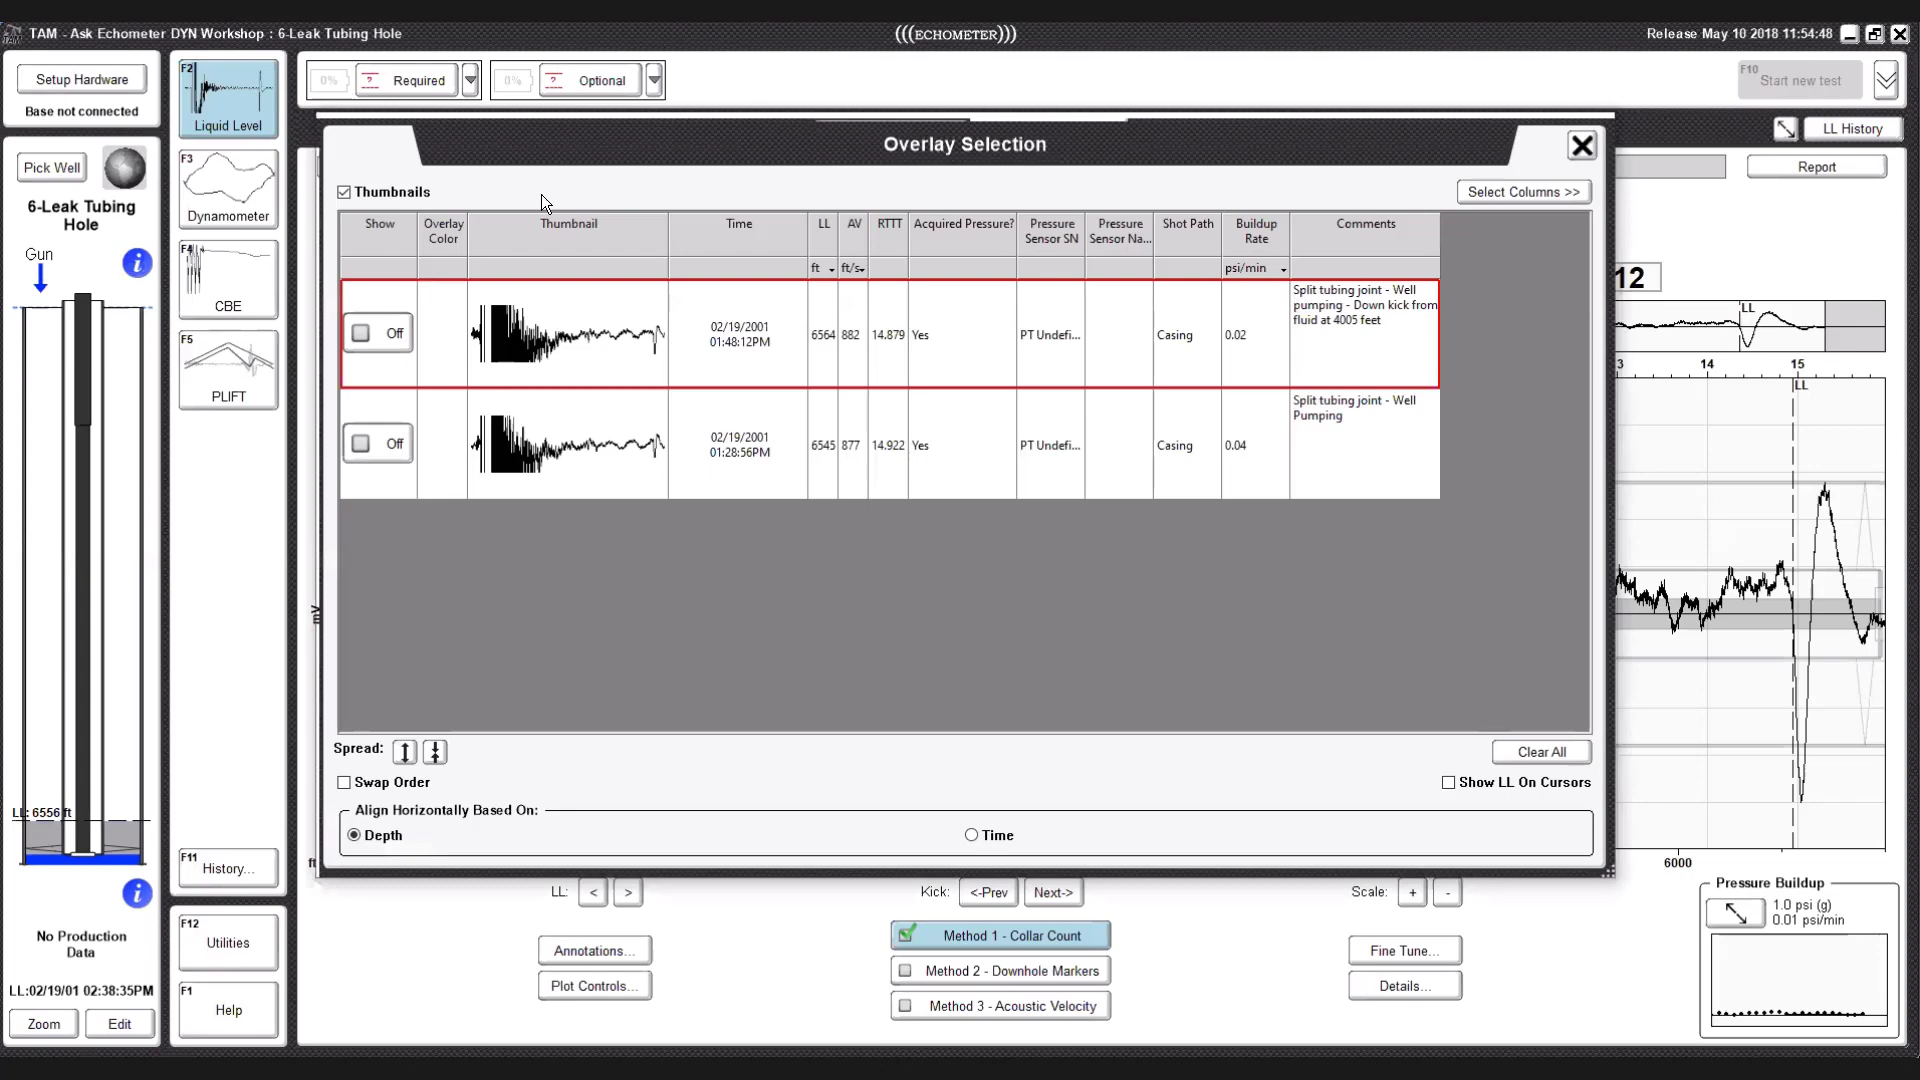 TAM - Ask Echometer DYN Workshop : 6-Leak Tubing Hole
(((ECHOMETER)))
Release May 10 2018 11:54:48
Setup Hardware
Base not connected
Pick Well
6-Leak Tubing
Hole
Gun
LL: 6556 ft
No Production
Data
LL:02/19/01 02:38:35PM
Zoom
Edit
F2
Liquid Level
F3
Dynamometer
F4
CBE
F5
PLIFT
F11
History...
F12
Utilities
F1
Help
0%
? Required
0%
? Optional
F10
Start new test
LL History
Report
Overlay Selection
Thumbnails
Select Columns >>
Show
Overlay
Color
Thumbnail
Time
LL
AV
RTTT
Acquired Pressure?
Pressure
Sensor SN
Pressure
Sensor Na...
Shot Path
Buildup
Rate
Comments
ft
ft/s
psi/min
Off
02/19/2001
01:48:12PM
6564
882
14.879
Yes
PT Undefi...
Casing
0.02
Split tubing joint - Well
pumping - Down kick from
fluid at 4005 feet
Off
02/19/2001
01:28:56PM
6545
877
14.922
Yes
PT Undefi...
Casing
0.04
Split tubing joint - Well
Pumping
Spread:
Clear All
Swap Order
Show LL On Cursors
Align Horizontally Based On:
Depth
Time
12
LL
3
14
15
LL
mV
ft
6000
LL:
<
>
Kick:
<-Prev
Next->
Scale:
+
-
Annotations...
Plot Controls...
Method 1 - Collar Count
Method 2 - Downhole Markers
Method 3 - Acoustic Velocity
Fine Tune...
Details...
Pressure Buildup
1.0 psi (g)
0.01 psi/min